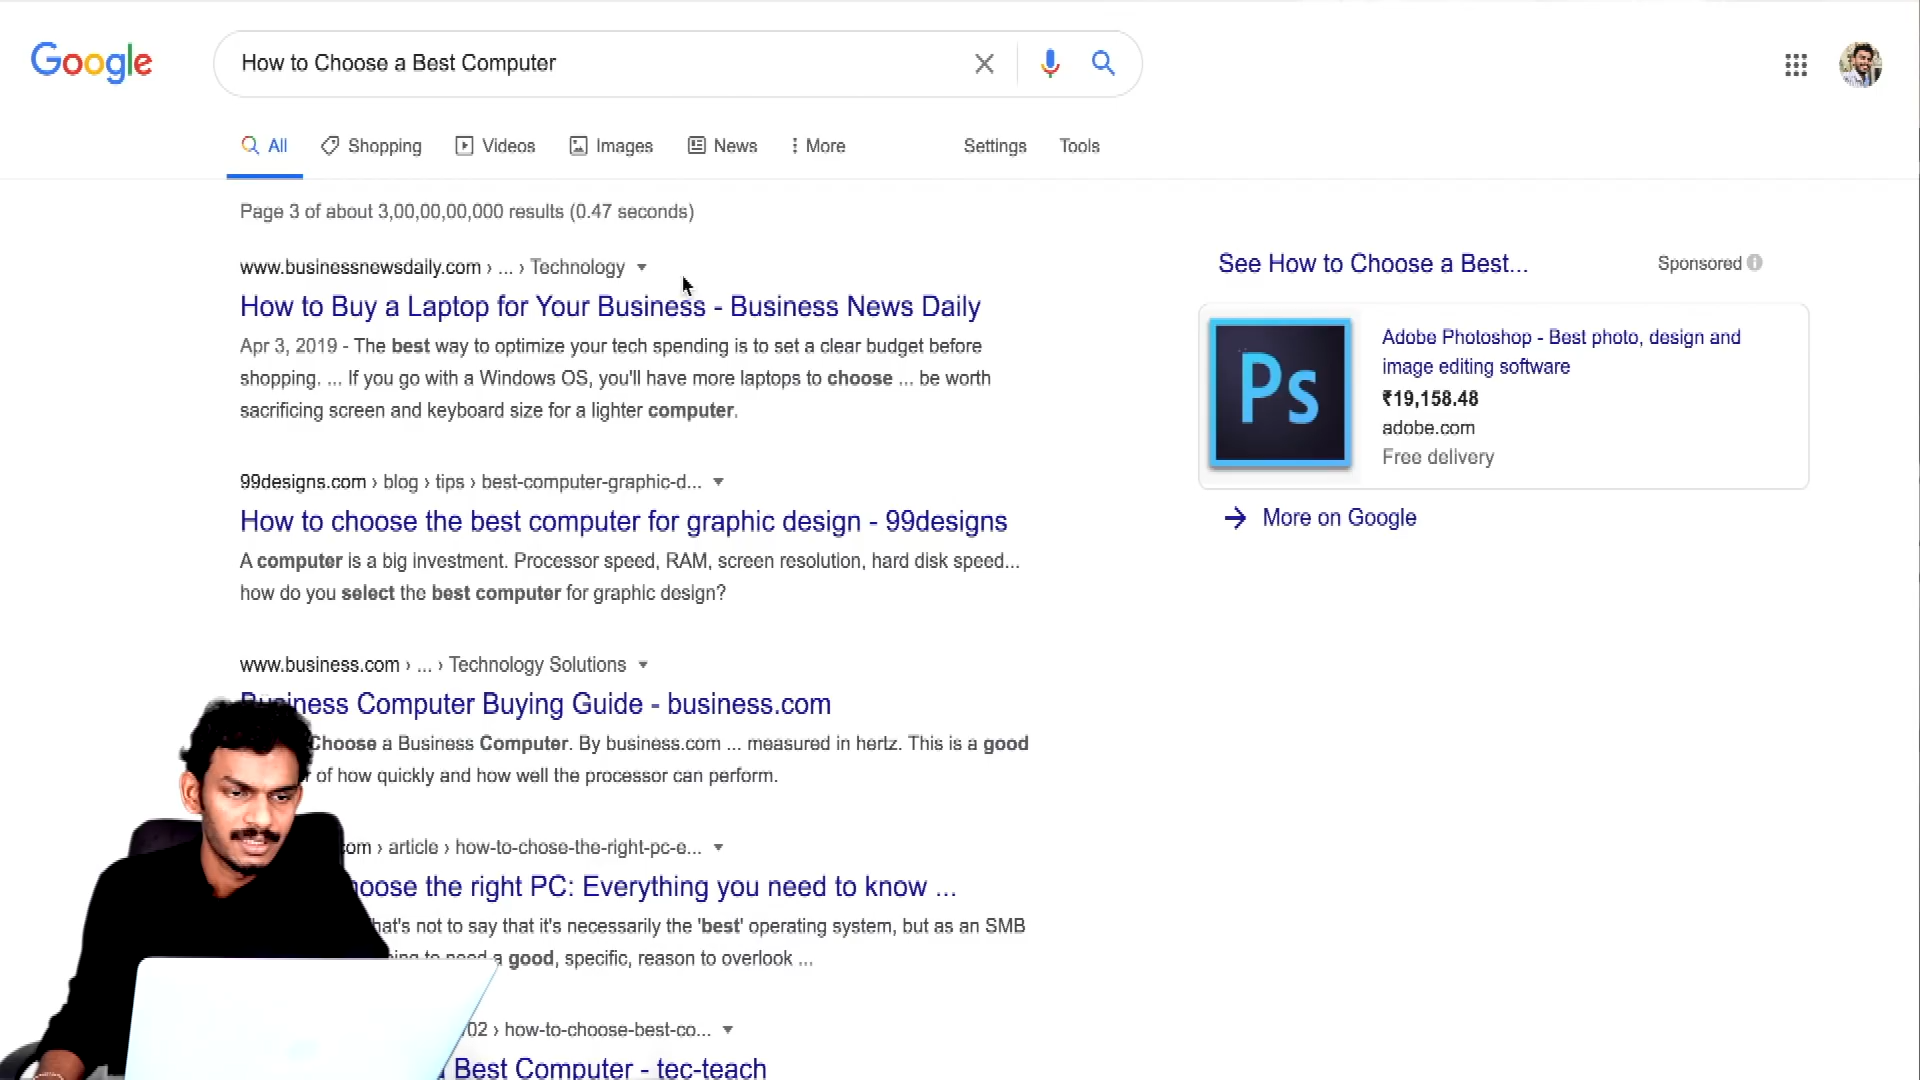 Google
How to Choose a Best Computer
All Shopping Videos Images News More Settings Tools
Page 3 of about 3,00,00,00,000 results (0.47 seconds)
www.businessnewsdaily.com › ... › Technology
How to Buy a Laptop for Your Business - Business News Daily
Apr 3, 2019 - The best way to optimize your tech spending is to set a clear budget before
shopping. ... If you go with a Windows OS, you'll have more laptops to choose ... be worth
sacrificing screen and keyboard size for a lighter computer.
99designs.com › blog › tips › best-computer-graphic-d...
How to choose the best computer for graphic design - 99designs
A computer is a big investment. Processor speed, RAM, screen resolution, hard disk speed...
how do you select the best computer for graphic design?
www.business.com › ... › Technology Solutions
Business Computer Buying Guide - business.com
Choose a Business Computer. By business.com ... measured in hertz. This is a good
of how quickly and how well the processor can perform.
com › article › how-to-chose-the-right-pc-e...
the right PC: Everything you need to know ...
that's not to say that it's necessarily the 'best' operating system, but as an SMB
to need a good, specific, reason to overlook ...
02 › how-to-choose-best-co...
Best Computer - tec-teach
See How to Choose a Best... Sponsored
Ps
Adobe Photoshop - Best photo, design and
image editing software
₹19,158.48
adobe.com
Free delivery
More on Google